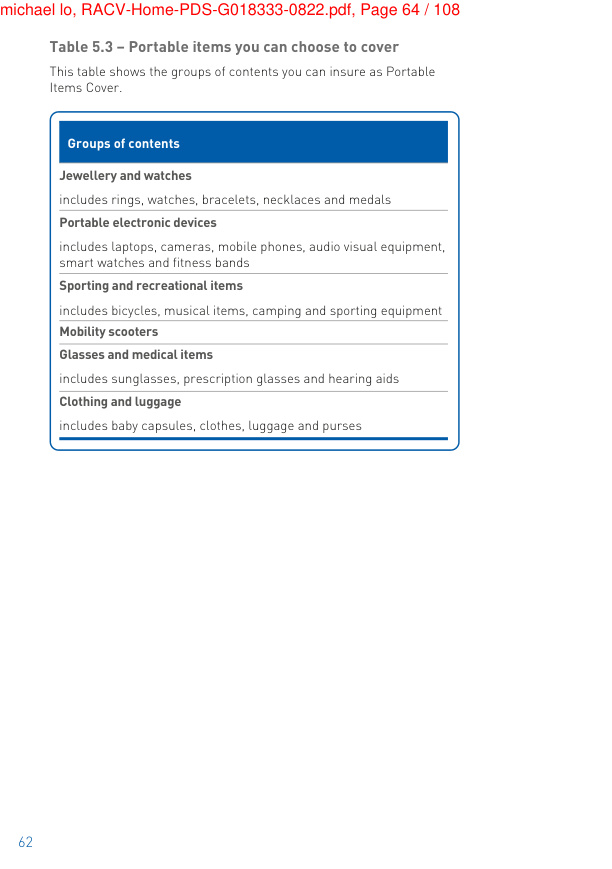 michael lo, RACV-Home-PDS-G018333-0822.pdf, Page 64 / 108
Table 5.3 – Portable items you can choose to cover
This table shows the groups of contents you can insure as Portable
Items Cover.
Groups of contents
Jewellery and watches
includes rings, watches, bracelets, necklaces and medals
Portable electronic devices
includes laptops, cameras, mobile phones, audio visual equipment,
smart watches and fitness bands
Sporting and recreational items
includes bicycles, musical items, camping and sporting equipment
Mobility scooters
Glasses and medical items
includes sunglasses, prescription glasses and hearing aids
Clothing and luggage
includes baby capsules, clothes, luggage and purses
62